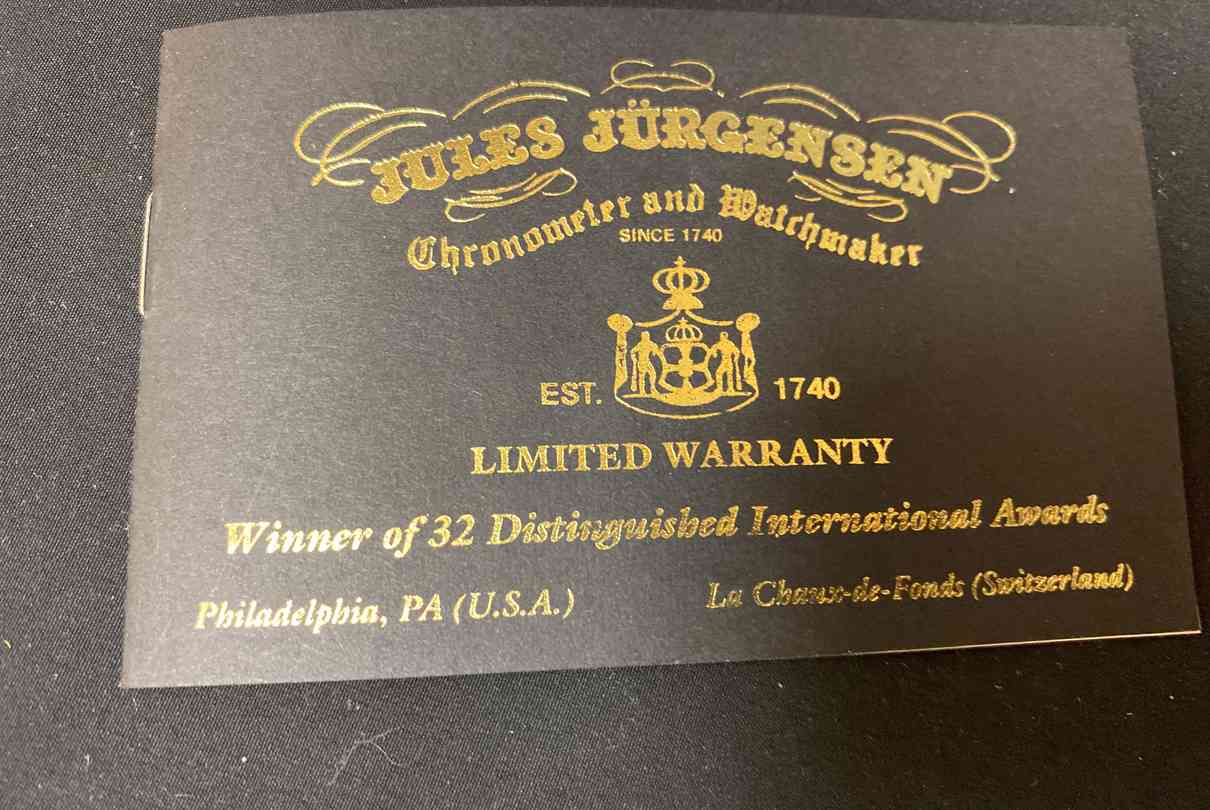 JULES JÜRGENSEN
Chronometer and Watchmaker
SINCE 1740
EST. 1740
LIMITED WARRANTY
Winner of 32 Distinguished International Awards
Philadelphia, PA (U.S.A.) La Chaux-de-Fonds (Switzerland)